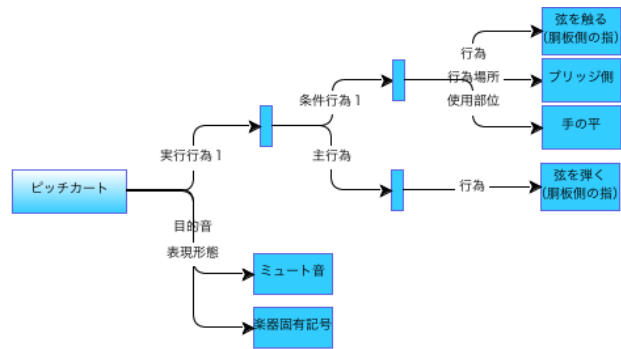 弦を触る
(胴板側の指)
行為
行為場所
ブリッジ側
条件行為1
使用部位
手の平
実行行為1
主行為
ピッチカート
行為
弦を弾く
(胴板側の指)
目的音
表現形態
ミュート音
楽器固有記号